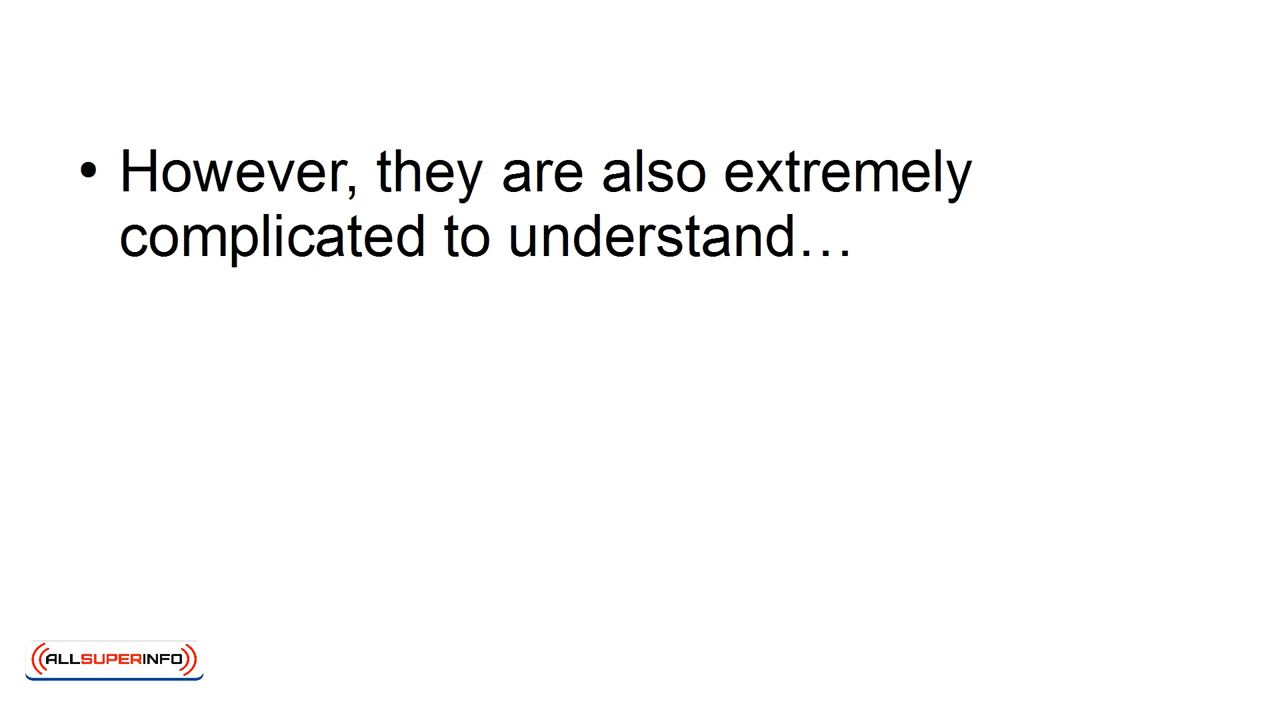 • However, they are also extremely
complicated to understand…
ALLSUPERINFO